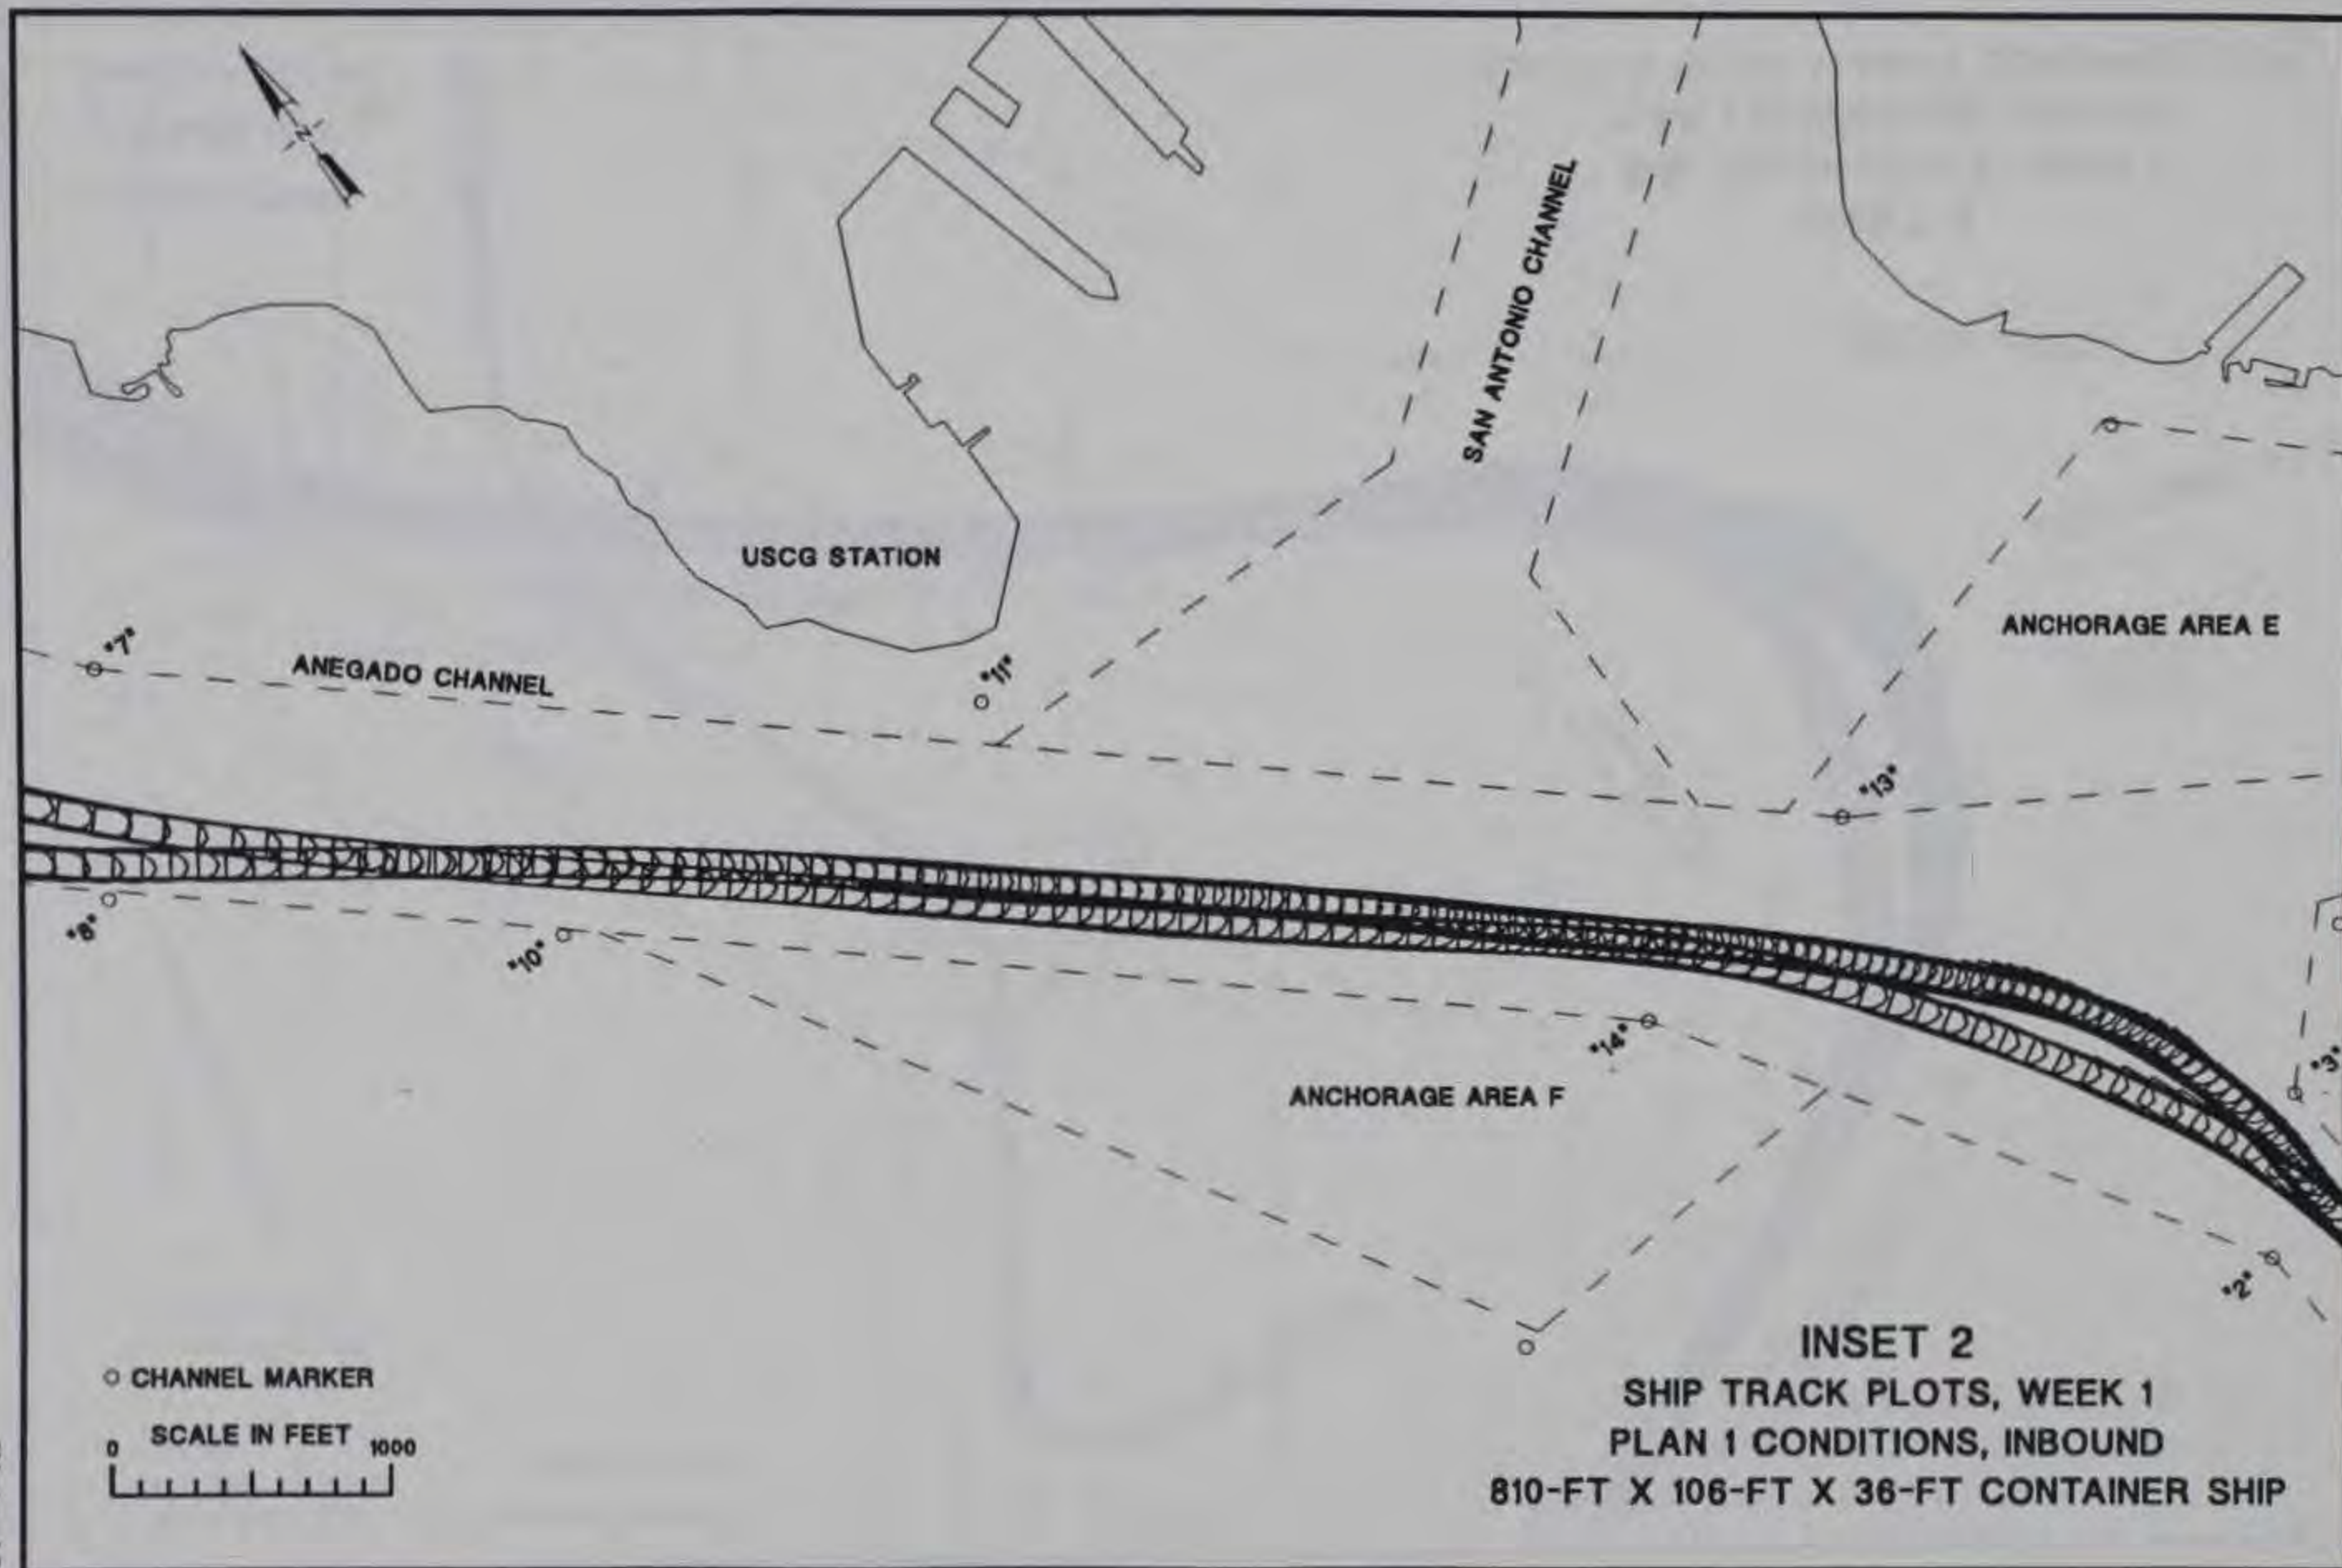 N
SAN ANTONIO CHANNEL
USCG STATION
ANCHORAGE AREA E
"7"
ANEGADO CHANNEL
"11"
"13"
"8"
"10"
"14"
"3"
ANCHORAGE AREA F
"2"
CHANNEL MARKER
SCALE IN FEET
0 1000
INSET 2
SHIP TRACK PLOTS, WEEK 1
PLAN 1 CONDITIONS, INBOUND
810-FT X 106-FT X 36-FT CONTAINER SHIP